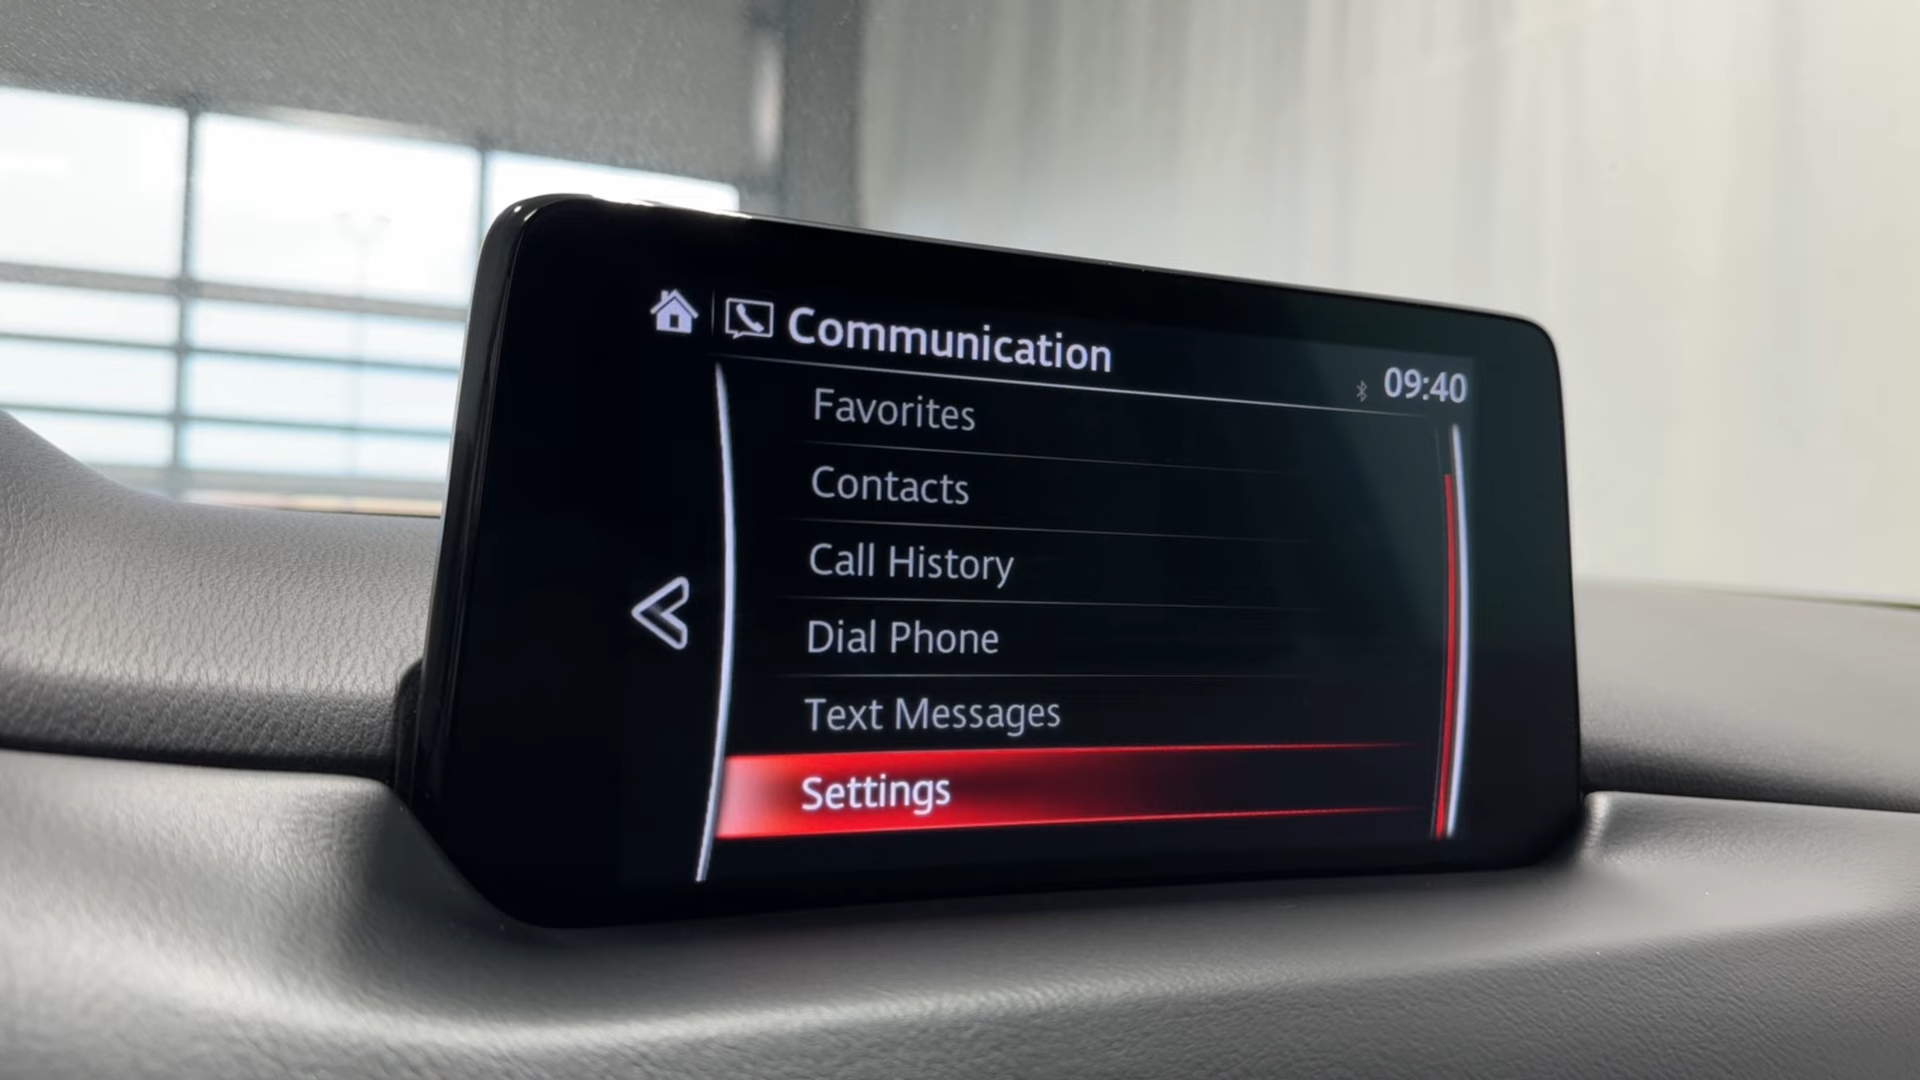 Communication
09:40
Favorites
Contacts
Call History
Dial Phone
Text Messages
Settings